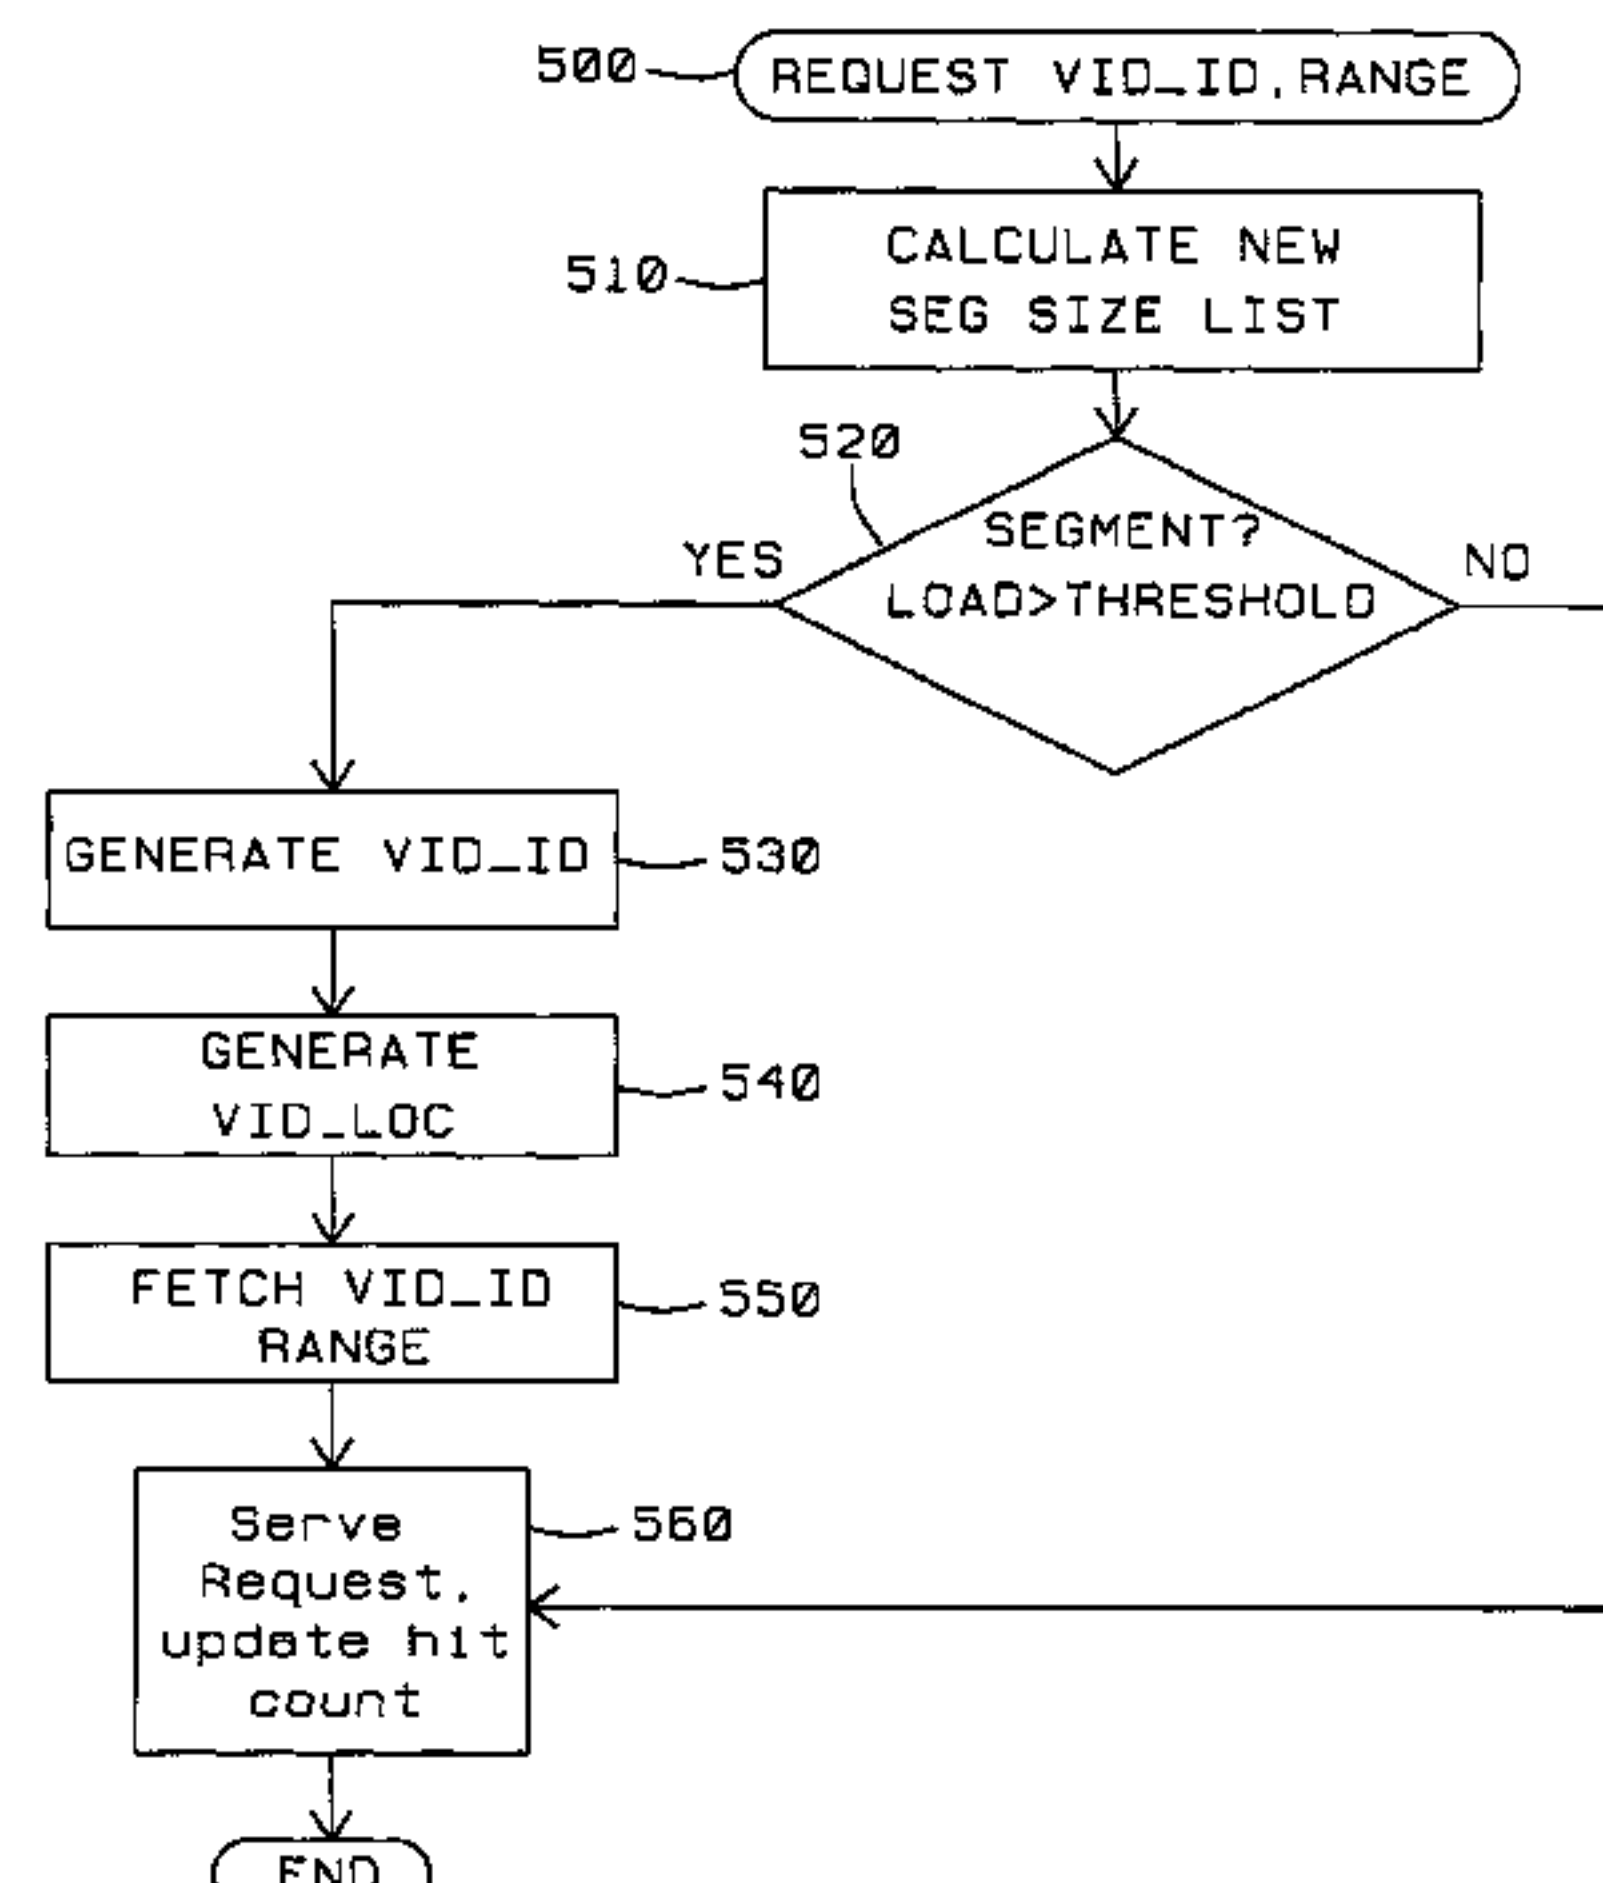 500
REQUEST VID_ID, RANGE
510
CALCULATE NEW
SEG SIZE LIST
520
SEGMENT?
LOAD>THRESHOLD
YES
NO
GENERATE VID_ID
530
GENERATE
VID_LOC
540
FETCH VID_ID
RANGE
550
Serve
Request,
update hit
count
560
END